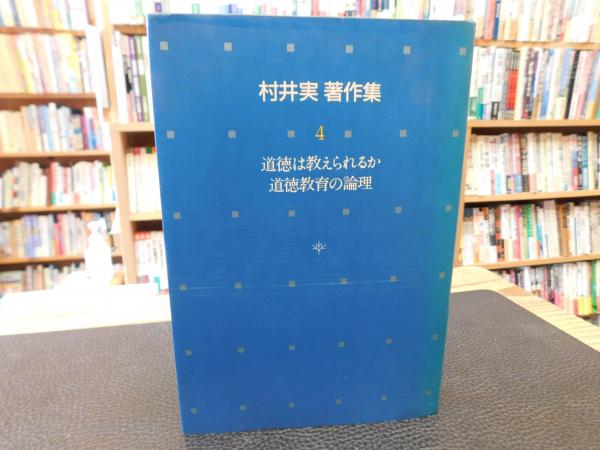 村井実 著作集
4
道徳は教えられるか
道徳教育の論理